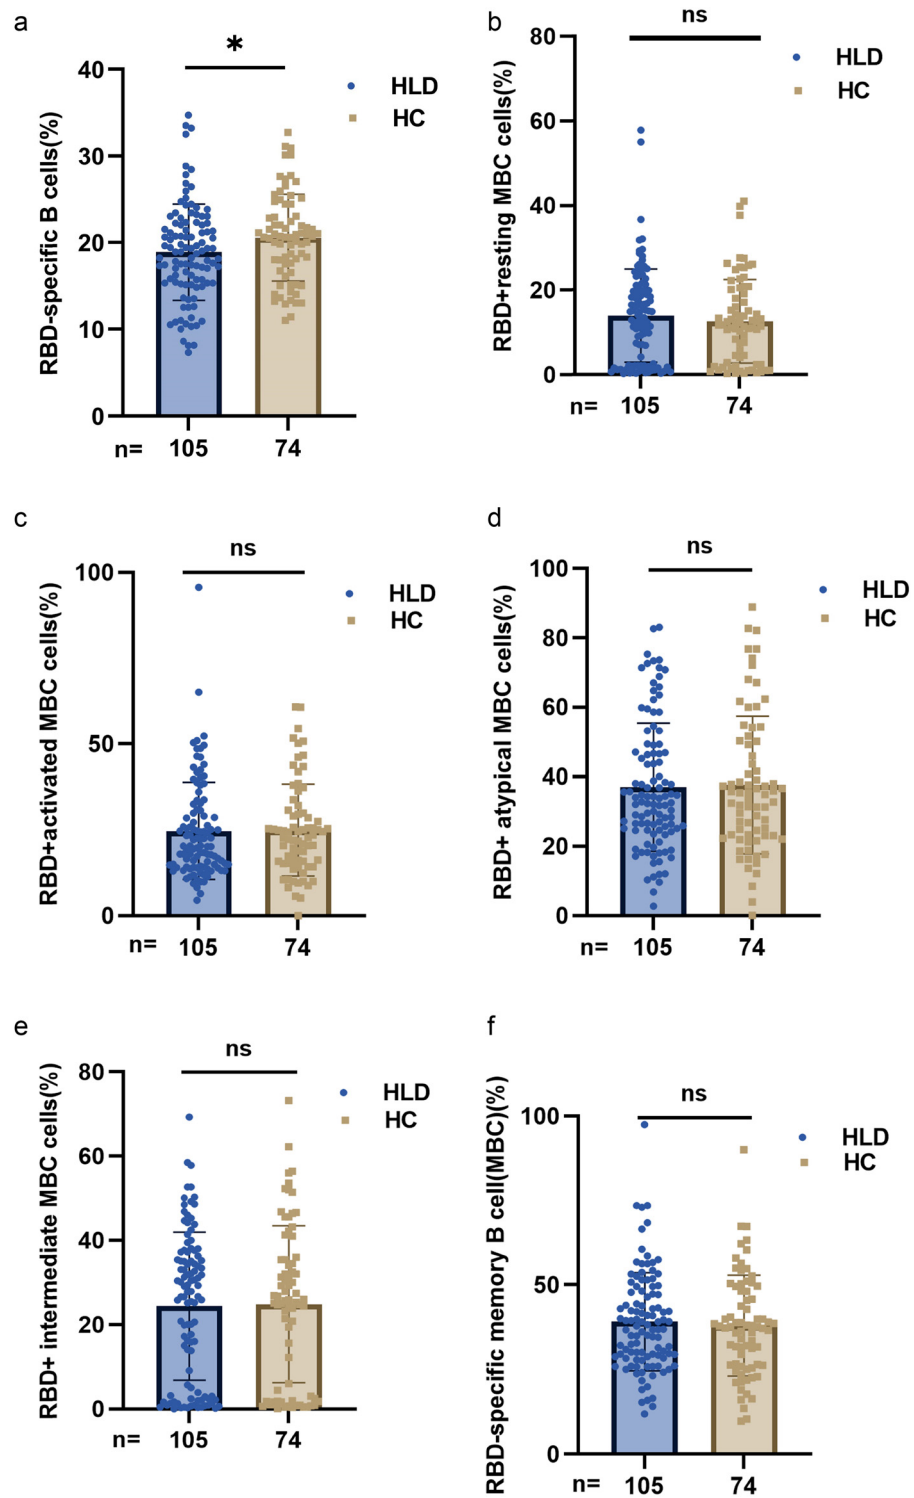 a
*
HLD
HC
RBD-specific B cells(%)
40
30
20
10
0
n= 105 74
b
ns
HLD
HC
RBD+resting MBC cells(%)
80
60
40
20
0
n= 105 74
c
ns
HLD
HC
RBD+activated MBC cells(%)
100
50
0
n= 105 74
d
ns
HLD
HC
RBD+ atypical MBC cells(%)
100
80
60
40
20
0
n= 105 74
e
ns
HLD
HC
RBD+ intermediate MBC cells(%)
80
60
40
20
0
n= 105 74
f
ns
HLD
HC
RBD-specific memory B cell(MBC)(%)
100
50
0
n= 105 74